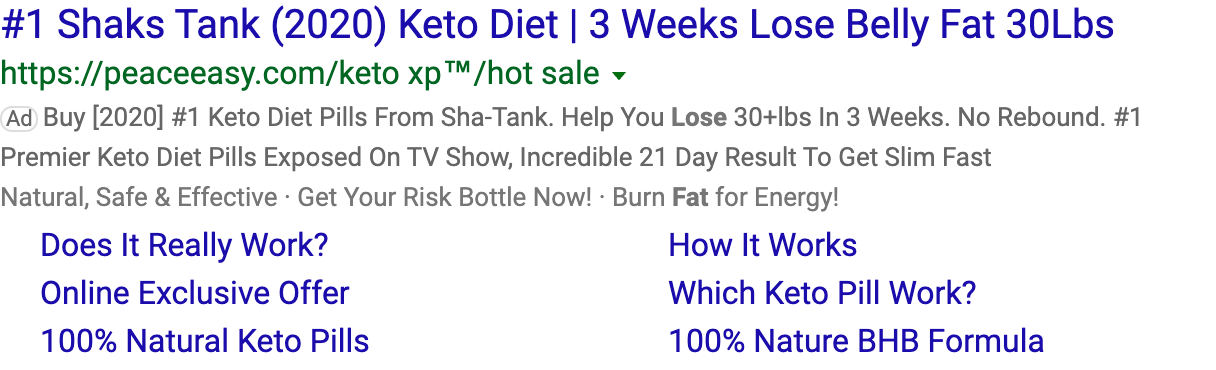 #1 Shaks Tank (2020) Keto Diet | 3 Weeks Lose Belly Fat 30Lbs
https://peaceeasy.com/keto xp™/hot sale
Ad Buy [2020] #1 Keto Diet Pills From Sha-Tank. Help You Lose 30+lbs In 3 Weeks. No Rebound. #1
Premier Keto Diet Pills Exposed On TV Show, Incredible 21 Day Result To Get Slim Fast
Natural, Safe & Effective · Get Your Risk Bottle Now! · Burn Fat for Energy!
Does It Really Work? How It Works
Online Exclusive Offer Which Keto Pill Work?
100% Natural Keto Pills 100% Nature BHB Formula